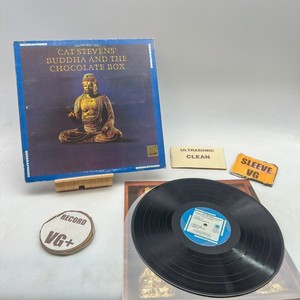 CAT STEVENS'
BUDDHA AND THE
CHOCOLATE BOX
ULTRASONIC
CLEAN
SLEEVE
VG
RECORD
VG+